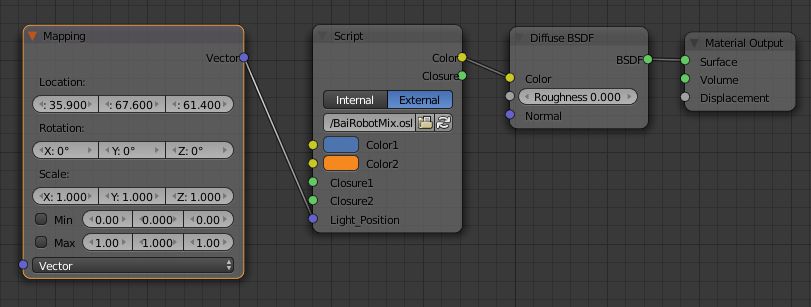 Mapping
Vector
Location:
: 35.900 : 67.600 : 61.400
Rotation:
X: 0° Y: 0° Z: 0°
Scale:
X: 1.000 Y: 1.000 Z: 1.000
Min 0.00 0.000 0.00
Max 1.00 1.000 1.00
Vector
Script
Color
Closure
Internal External
/BaiRobotMix.osl
Color1
Color2
Closure1
Closure2
Light_Position
Diffuse BSDF
BSDF
Color
Roughness 0.000
Normal
Material Output
Surface
Volume
Displacement